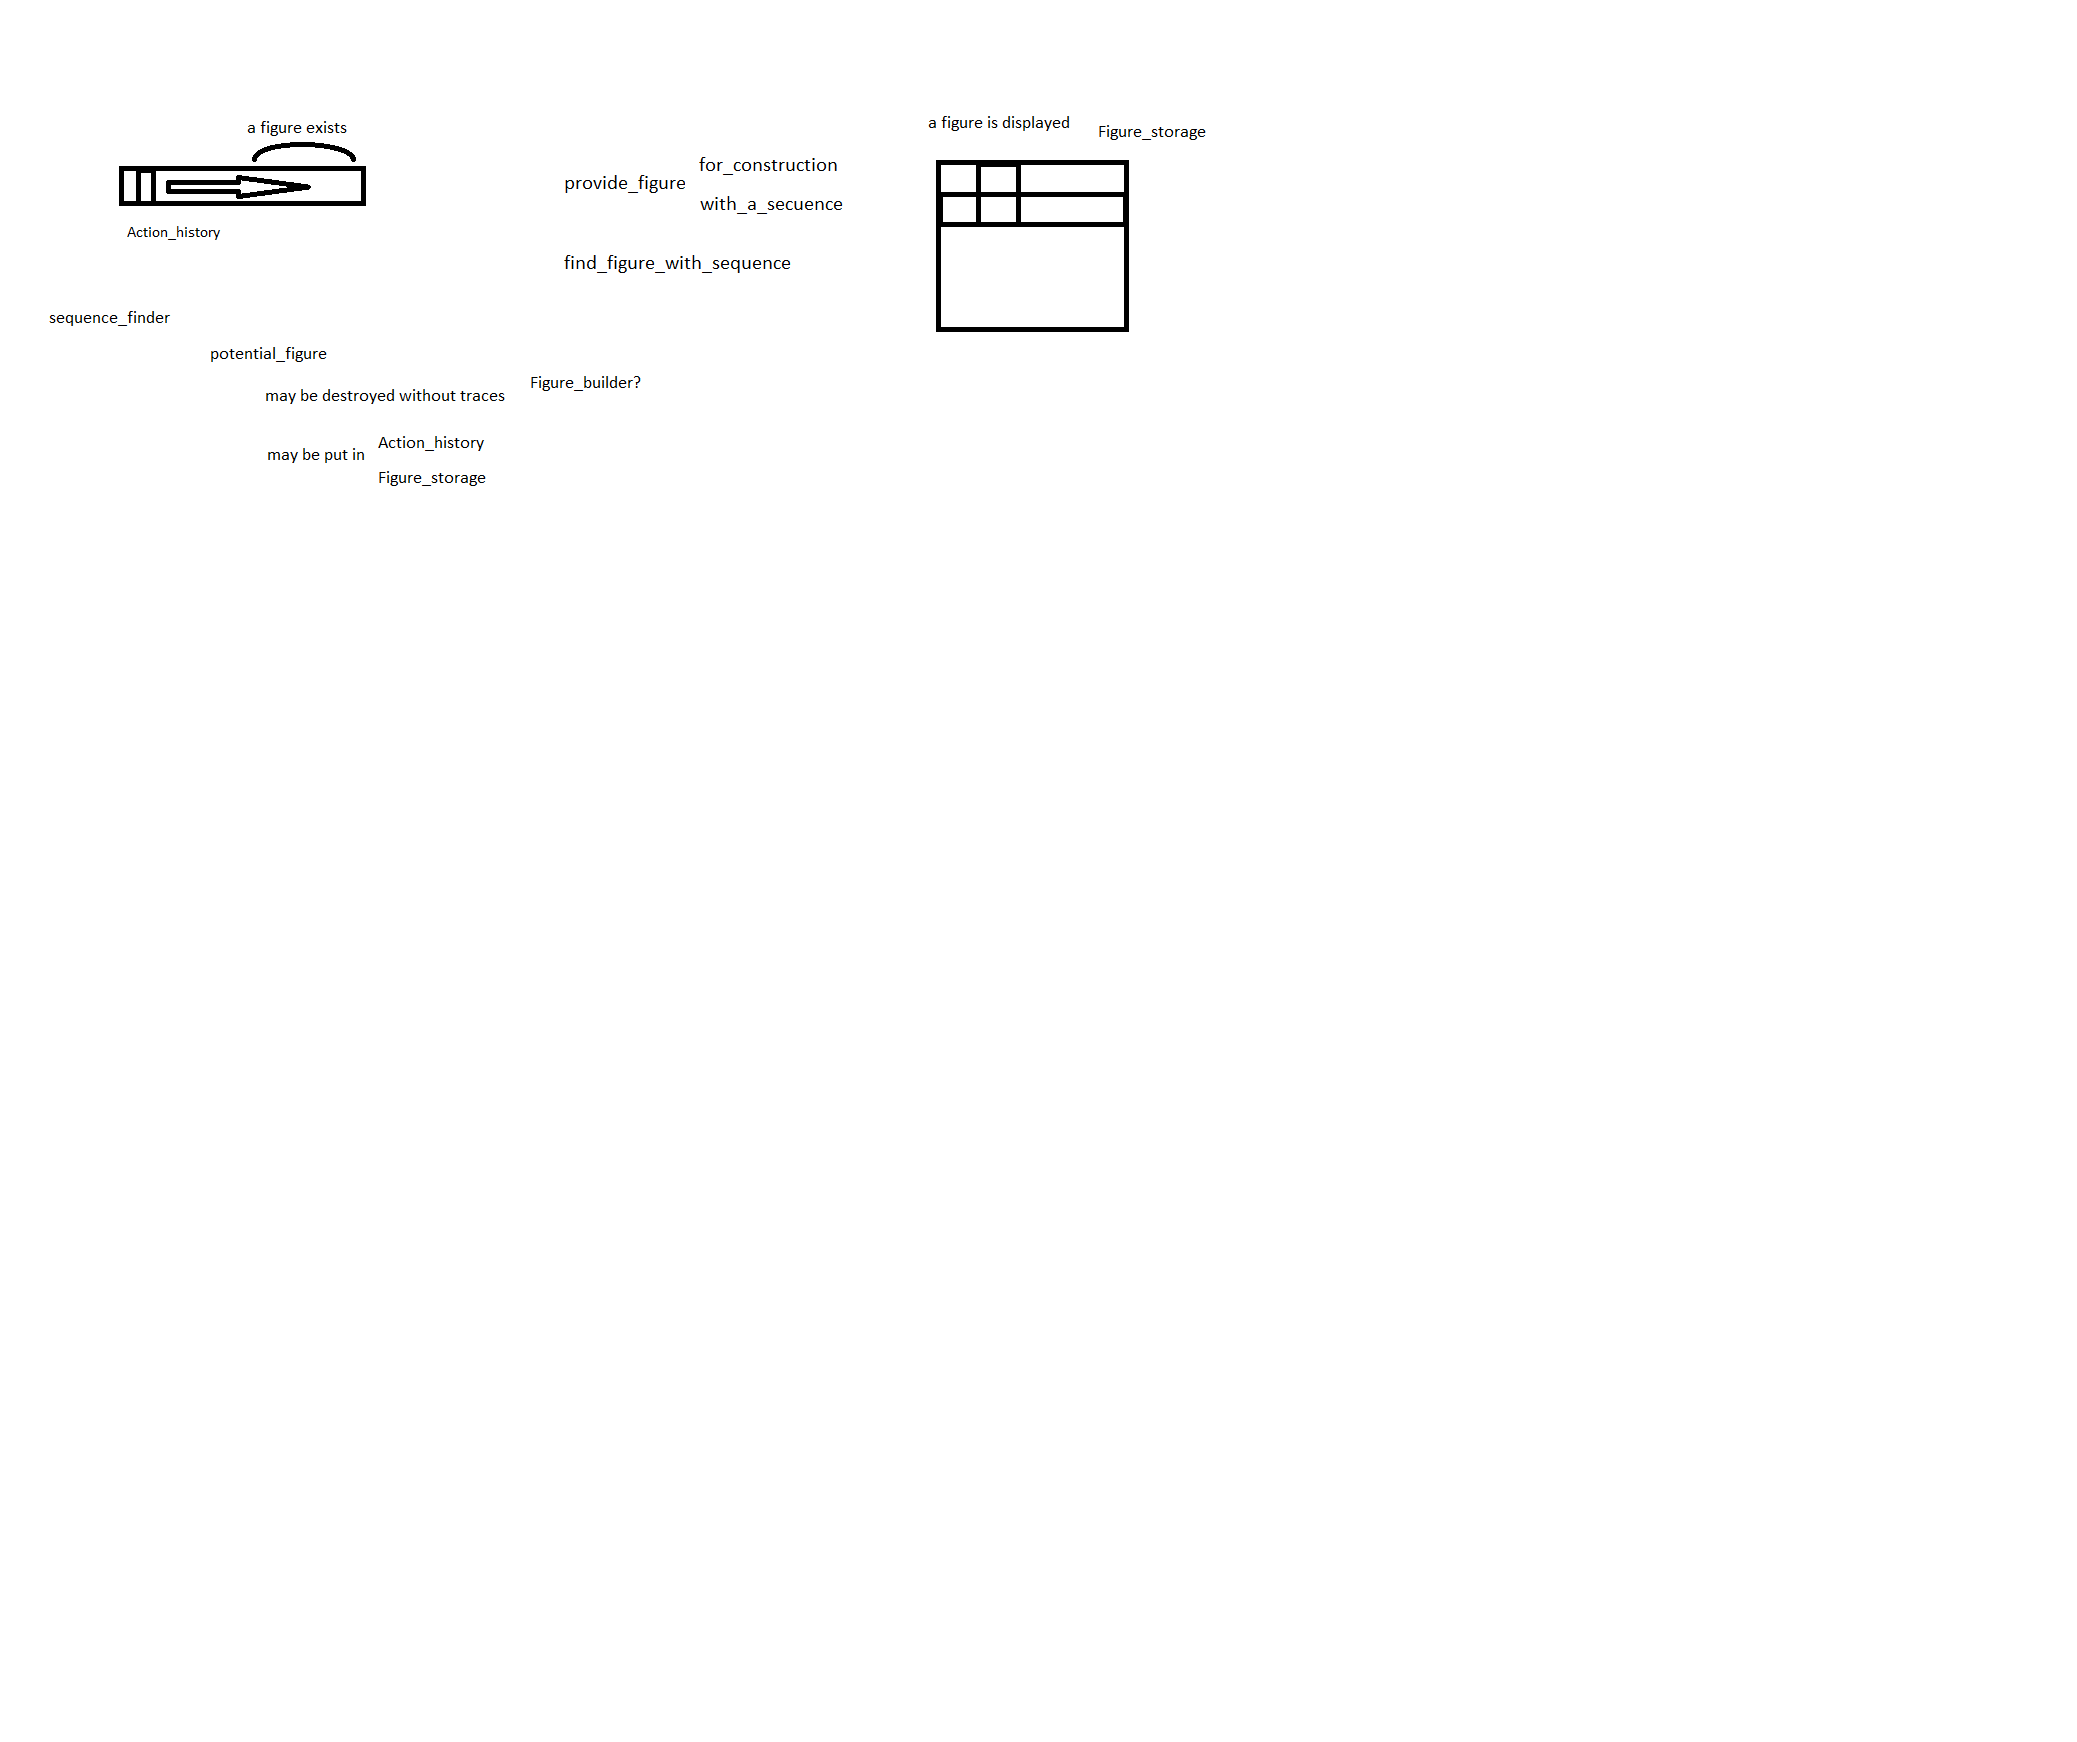 a figure exists
Action_history
provide_figure
for_construction
with_a_secuence
find_figure_with_sequence
a figure is displayed
Figure_storage
sequence_finder
potential_figure
may be destroyed without traces
Figure_builder?
may be put in
Action_history
Figure_storage